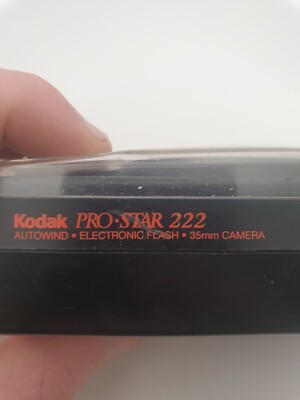 Kodak PRO•STAR 222
AUTOWIND • ELECTRONIC FLASH • 35mm CAMERA